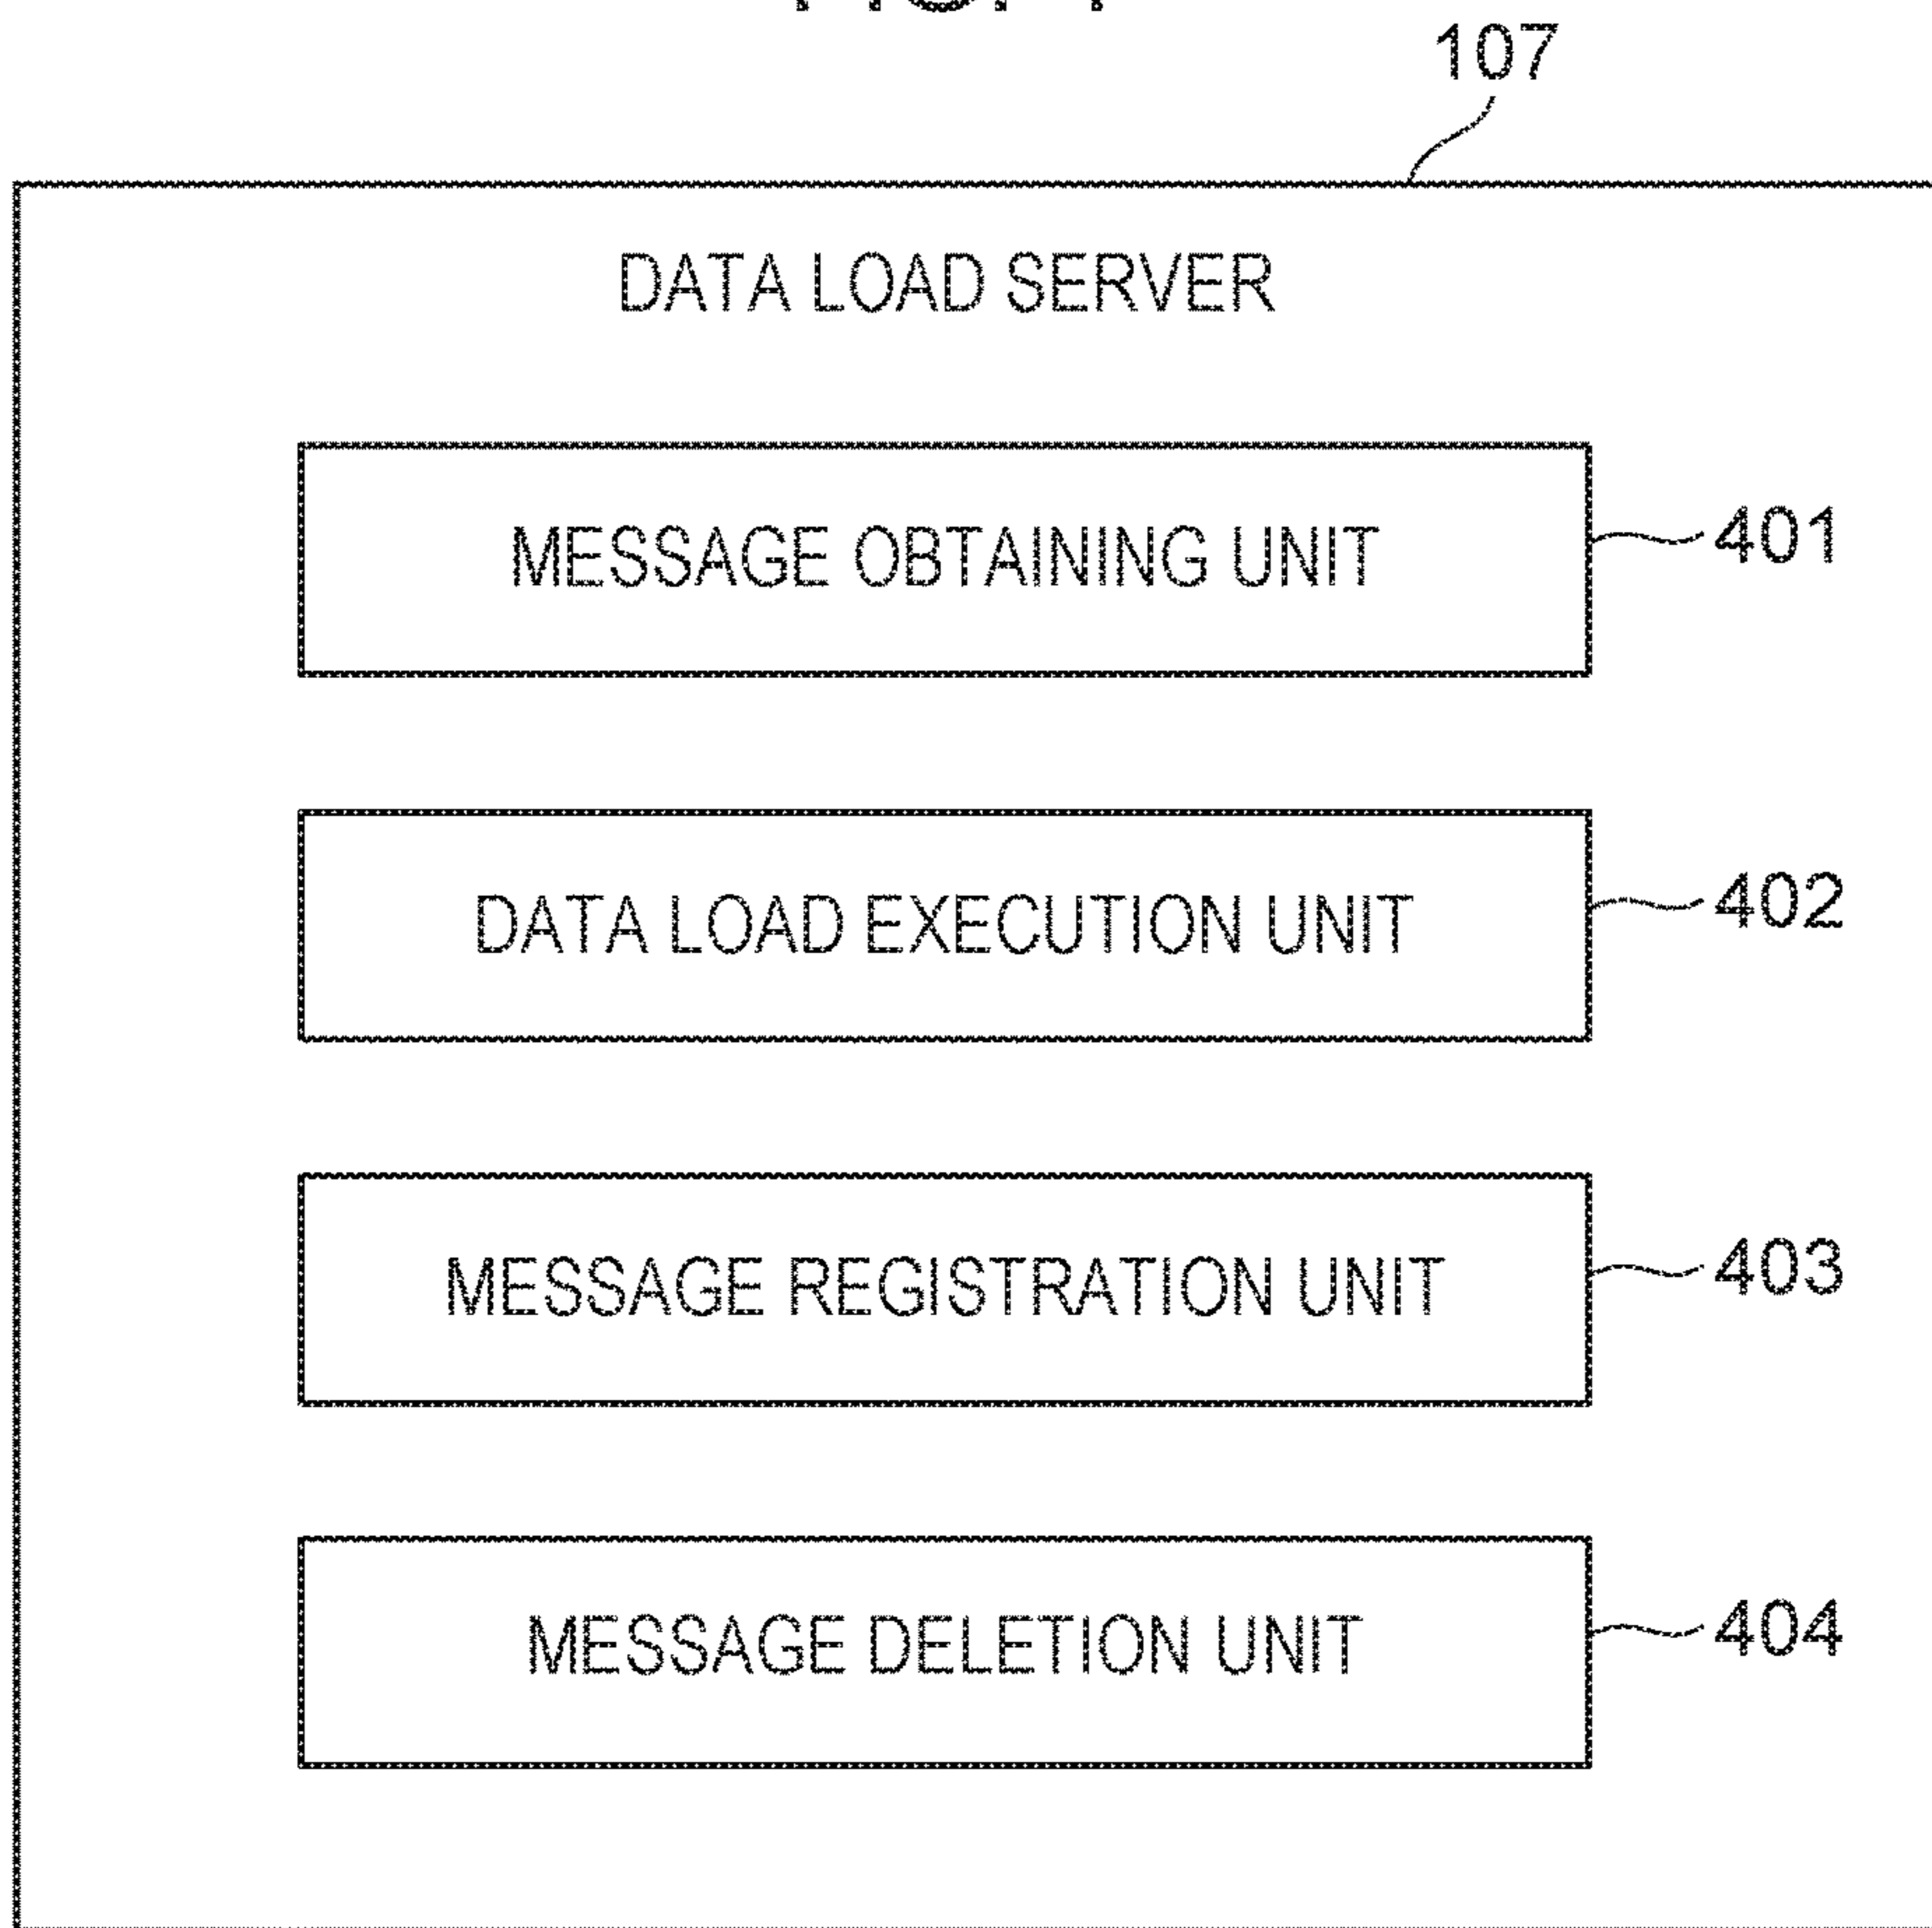 107
DATA LOAD SERVER
MESSAGE OBTAINING UNIT
401
DATA LOAD EXECUTION UNIT
402
MESSAGE REGISTRATION UNIT
403
MESSAGE DELETION UNIT
404